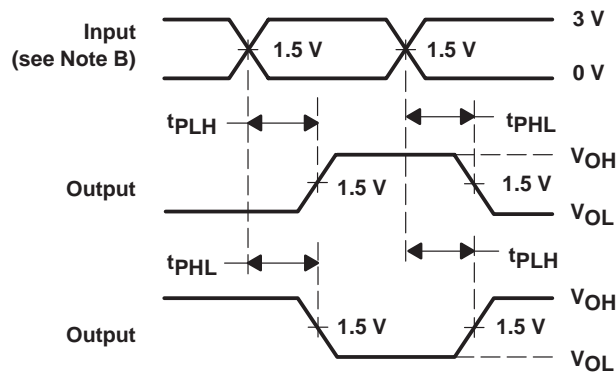 Input
(see Note B)
3 V
1.5 V
1.5 V
0 V
tPLH
tPHL
Output
VOH
1.5 V
1.5 V
VOL
tPHL
tPLH
Output
VOH
1.5 V
1.5 V
VOL